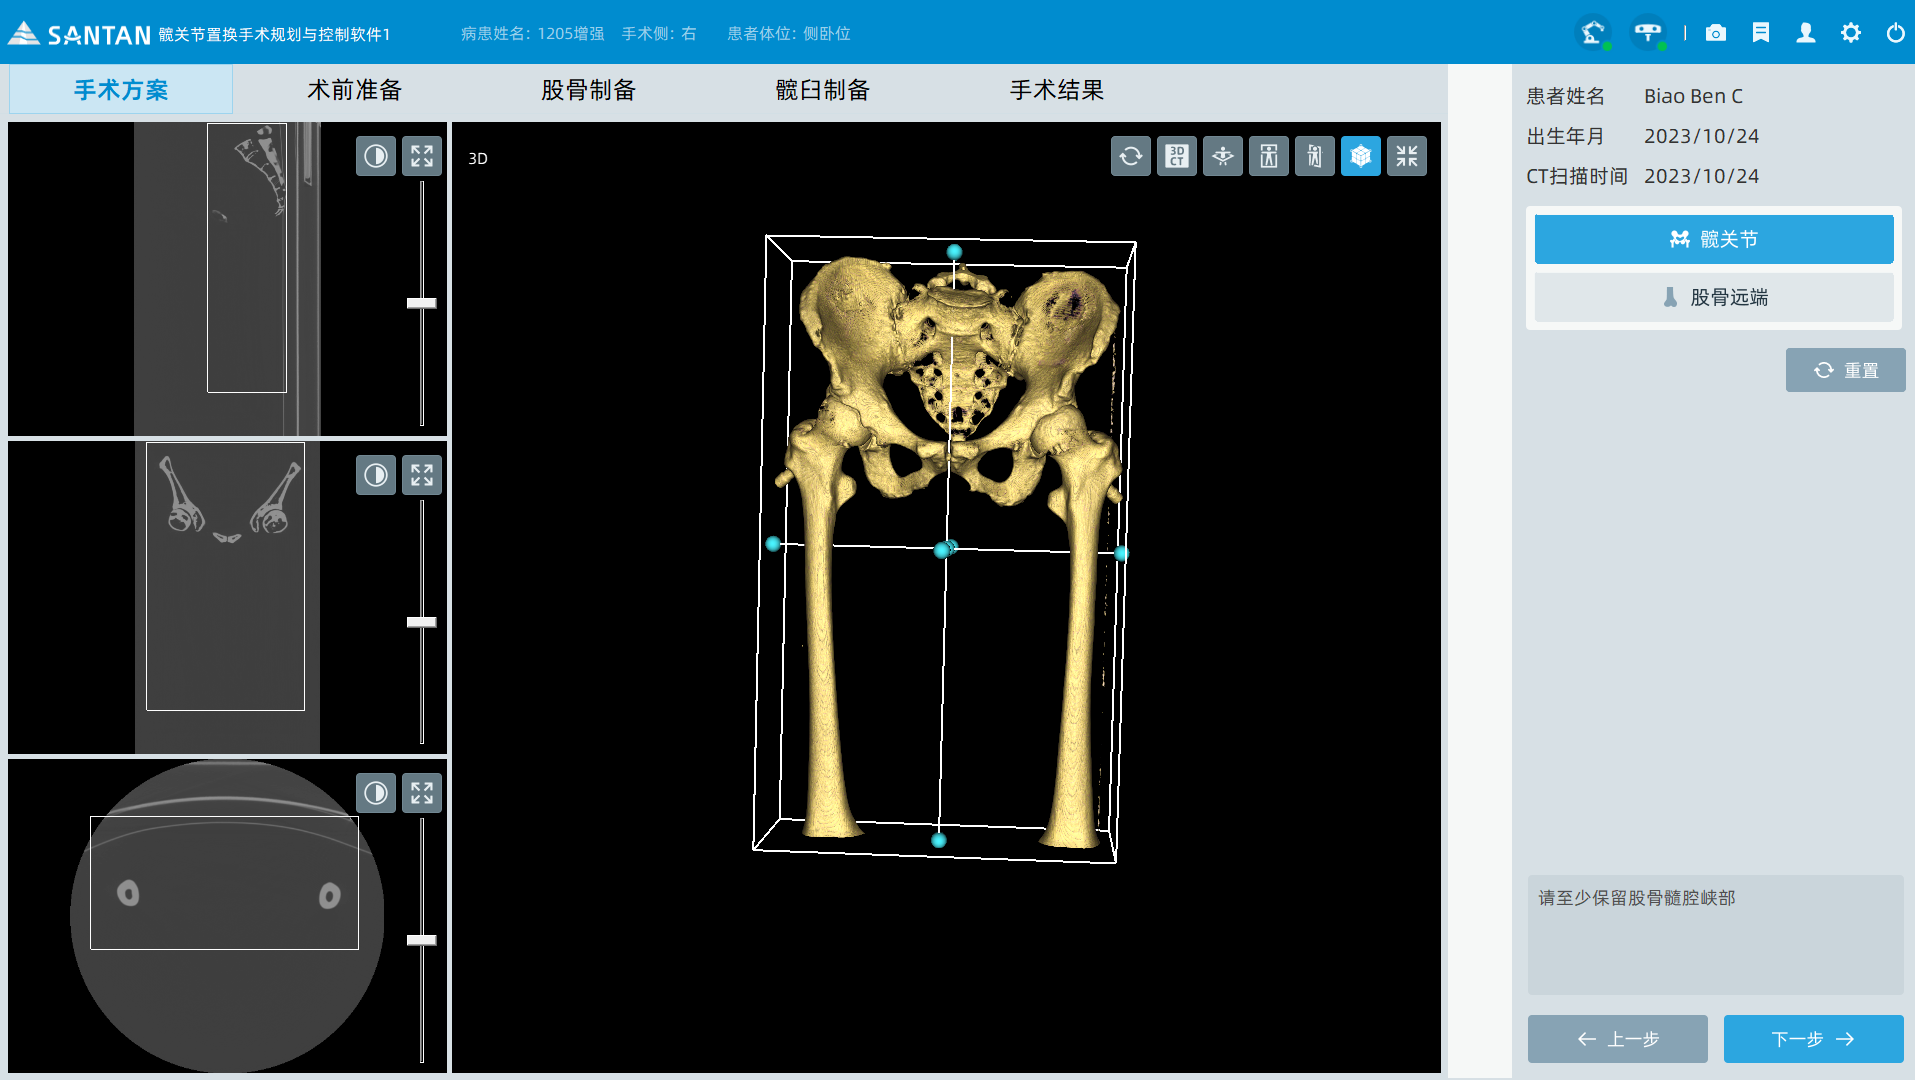 SANTAN 髋关节置换手术规划与控制软件1 病患姓名: 1205增强 手术侧: 右 患者体位: 侧卧位
手术方案 术前准备 股骨制备 髋臼制备 手术结果
3D
3D CT
患者姓名 Biao Ben C
出生年月 2023/10/24
CT扫描时间 2023/10/24
髋关节
股骨远端
重置
请至少保留股骨髓腔峡部
上一步 下一步